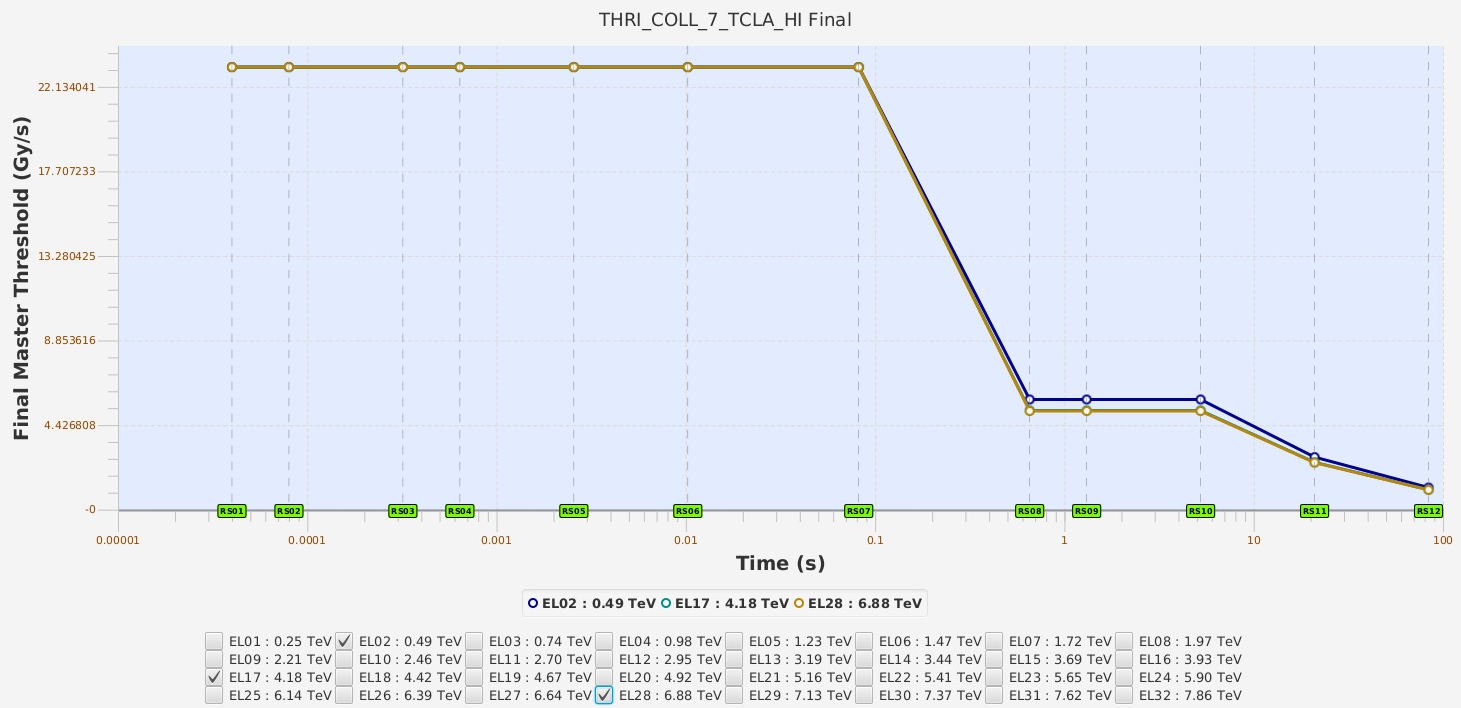 THRI_COLL_7_TCLA_HI Final
Final Master Threshold (Gy/s)
22.134041
17.707233
13.280425
8.853616
4.426808
-0
RS01 RS02 RS03 RS04 RS05 RS06 RS07 RS08 RS09 RS10 RS11 RS12
0.00001 0.0001 0.001 0.01 0.1 1 10 100
Time (s)
EL02 : 0.49 TeV EL17 : 4.18 TeV EL28 : 6.88 TeV
EL01 : 0.25 TeV EL02 : 0.49 TeV EL03 : 0.74 TeV EL04 : 0.98 TeV EL05 : 1.23 TeV EL06 : 1.47 TeV EL07 : 1.72 TeV EL08 : 1.97 TeV
EL09 : 2.21 TeV EL10 : 2.46 TeV EL11 : 2.70 TeV EL12 : 2.95 TeV EL13 : 3.19 TeV EL14 : 3.44 TeV EL15 : 3.69 TeV EL16 : 3.93 TeV
EL17 : 4.18 TeV EL18 : 4.42 TeV EL19 : 4.67 TeV EL20 : 4.92 TeV EL21 : 5.16 TeV EL22 : 5.41 TeV EL23 : 5.65 TeV EL24 : 5.90 TeV
EL25 : 6.14 TeV EL26 : 6.39 TeV EL27 : 6.64 TeV EL28 : 6.88 TeV EL29 : 7.13 TeV EL30 : 7.37 TeV EL31 : 7.62 TeV EL32 : 7.86 TeV